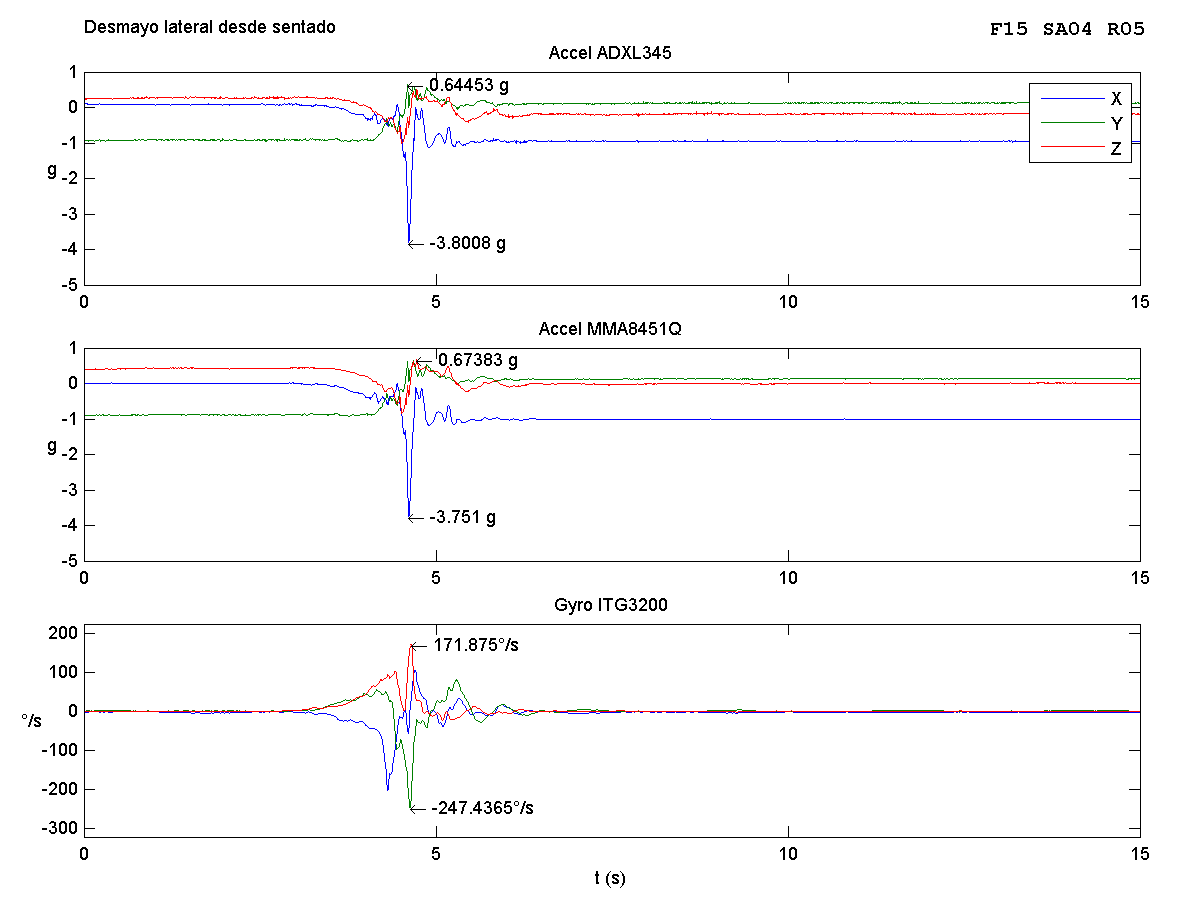 Desmayo lateral desde sentado
F15 SA04 R05
Accel ADXL345
1
0
-1
-2
-3
-4
-5
g
0.64453 g
-3.8008 g
X
Y
Z
0 5 10 15
Accel MMA8451Q
1
0
-1
-2
-3
-4
-5
g
0.67383 g
-3.751 g
0 5 10 15
Gyro ITG3200
200
100
0
-100
-200
-300
°/s
171.875°/s
-247.4365°/s
0 5 10 15
t (s)